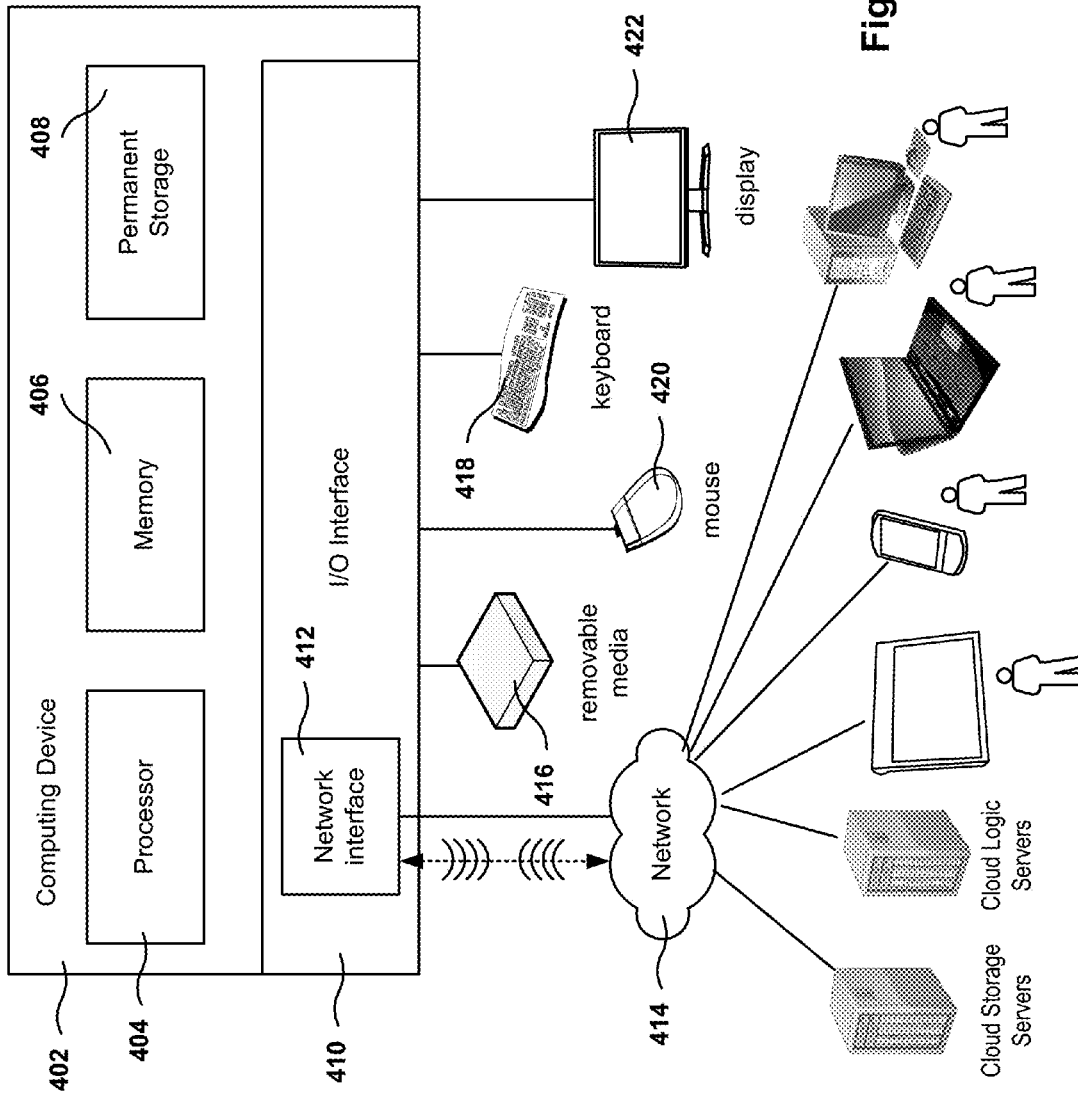 402
Computing Device
404
Processor
406
Memory
408
Permanent
Storage
410
I/O Interface
412
Network
interface
414
Network
416
removable
media
418
keyboard
420
mouse
422
display
Cloud Storage
Servers
Cloud Logic
Servers
Fig